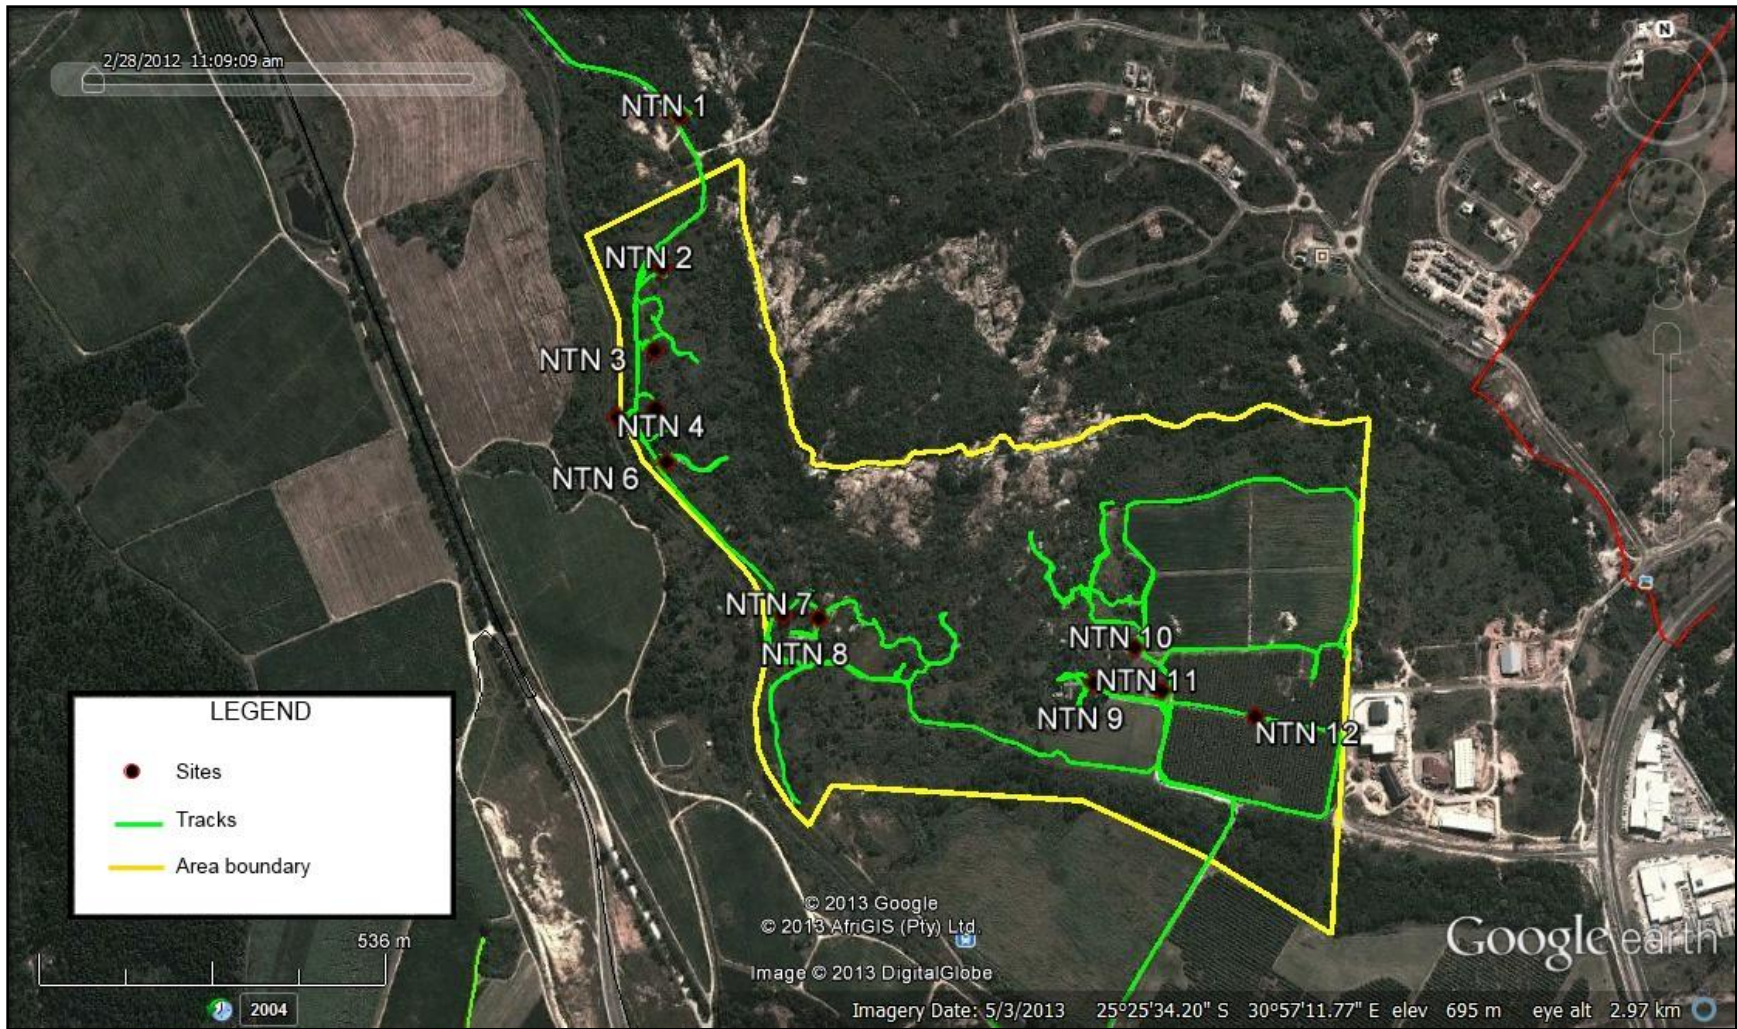 2/28/2012 11:09:09 am
N
NTN 1
NTN 2
NTN 3
NTN 4
NTN 6
NTN 7
NTN 8
NTN 10
NTN 11
NTN 9
NTN 12
LEGEND
Sites
Tracks
Area boundary
536 m
2004
© 2013 Google
© 2013 AfriGIS (Pty) Ltd.
Image © 2013 DigitalGlobe
Google earth
Imagery Date: 5/3/2013 25°25'34.20" S 30°57'11.77" E elev 695 m eye alt 2.97 km